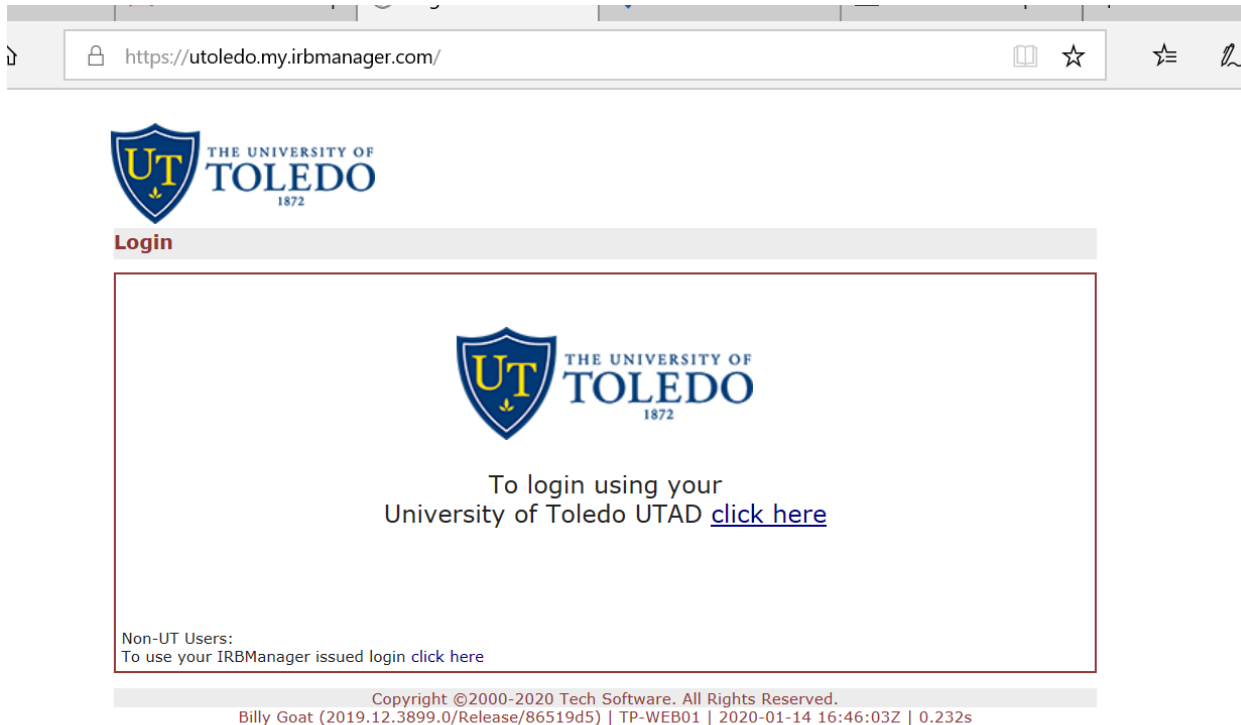 https://utoledo.my.irbmanager.com/
UT THE UNIVERSITY OF
TOLEDO
1872
Login
UT THE UNIVERSITY OF
TOLEDO
1872
To login using your
University of Toledo UTAD click here
Non-UT Users:
To use your IRBManager issued login click here
Copyright ©2000-2020 Tech Software. All Rights Reserved.
Billy Goat (2019.12.3899.0/Release/86519d5) | TP-WEB01 | 2020-01-14 16:46:03Z | 0.232s